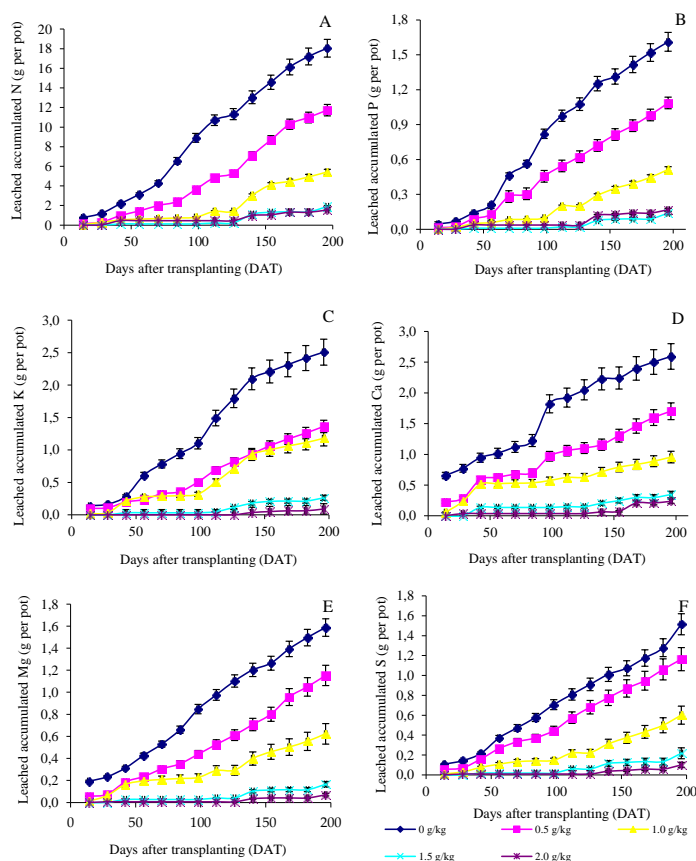 A
Leached accumulated N (g per pot)
20
18
16
14
12
10
8
6
4
2
0
0 50 100 150 200
Days after transplanting (DAT)
B
Leached accumulated P (g per pot)
1,8
1,5
1,2
0,9
0,6
0,3
0,0
0 50 100 150 200
Days after transplanting (DAT)
C
Leached accumulated K (g per pot)
3,0
2,5
2,0
1,5
1,0
0,5
0,0
0 50 100 150 200
Days after transplanting (DAT)
D
Leached accumulated Ca (g per pot)
3,0
2,5
2,0
1,5
1,0
0,5
0,0
0 50 100 150 200
Days after transplanting (DAT)
E
Leached accumulated Mg (g per pot)
1,8
1,6
1,4
1,2
1,0
0,8
0,6
0,4
0,2
0,0
0 50 100 150 200
Days after transplanting (DAT)
F
Leached accumulated S (g per pot)
1,8
1,6
1,4
1,2
1,0
0,8
0,6
0,4
0,2
0,0
0 50 100 150 200
Days after transplanting (DAT)
0 g/kg 0.5 g/kg 1.0 g/kg
1.5 g/kg 2.0 g/kg